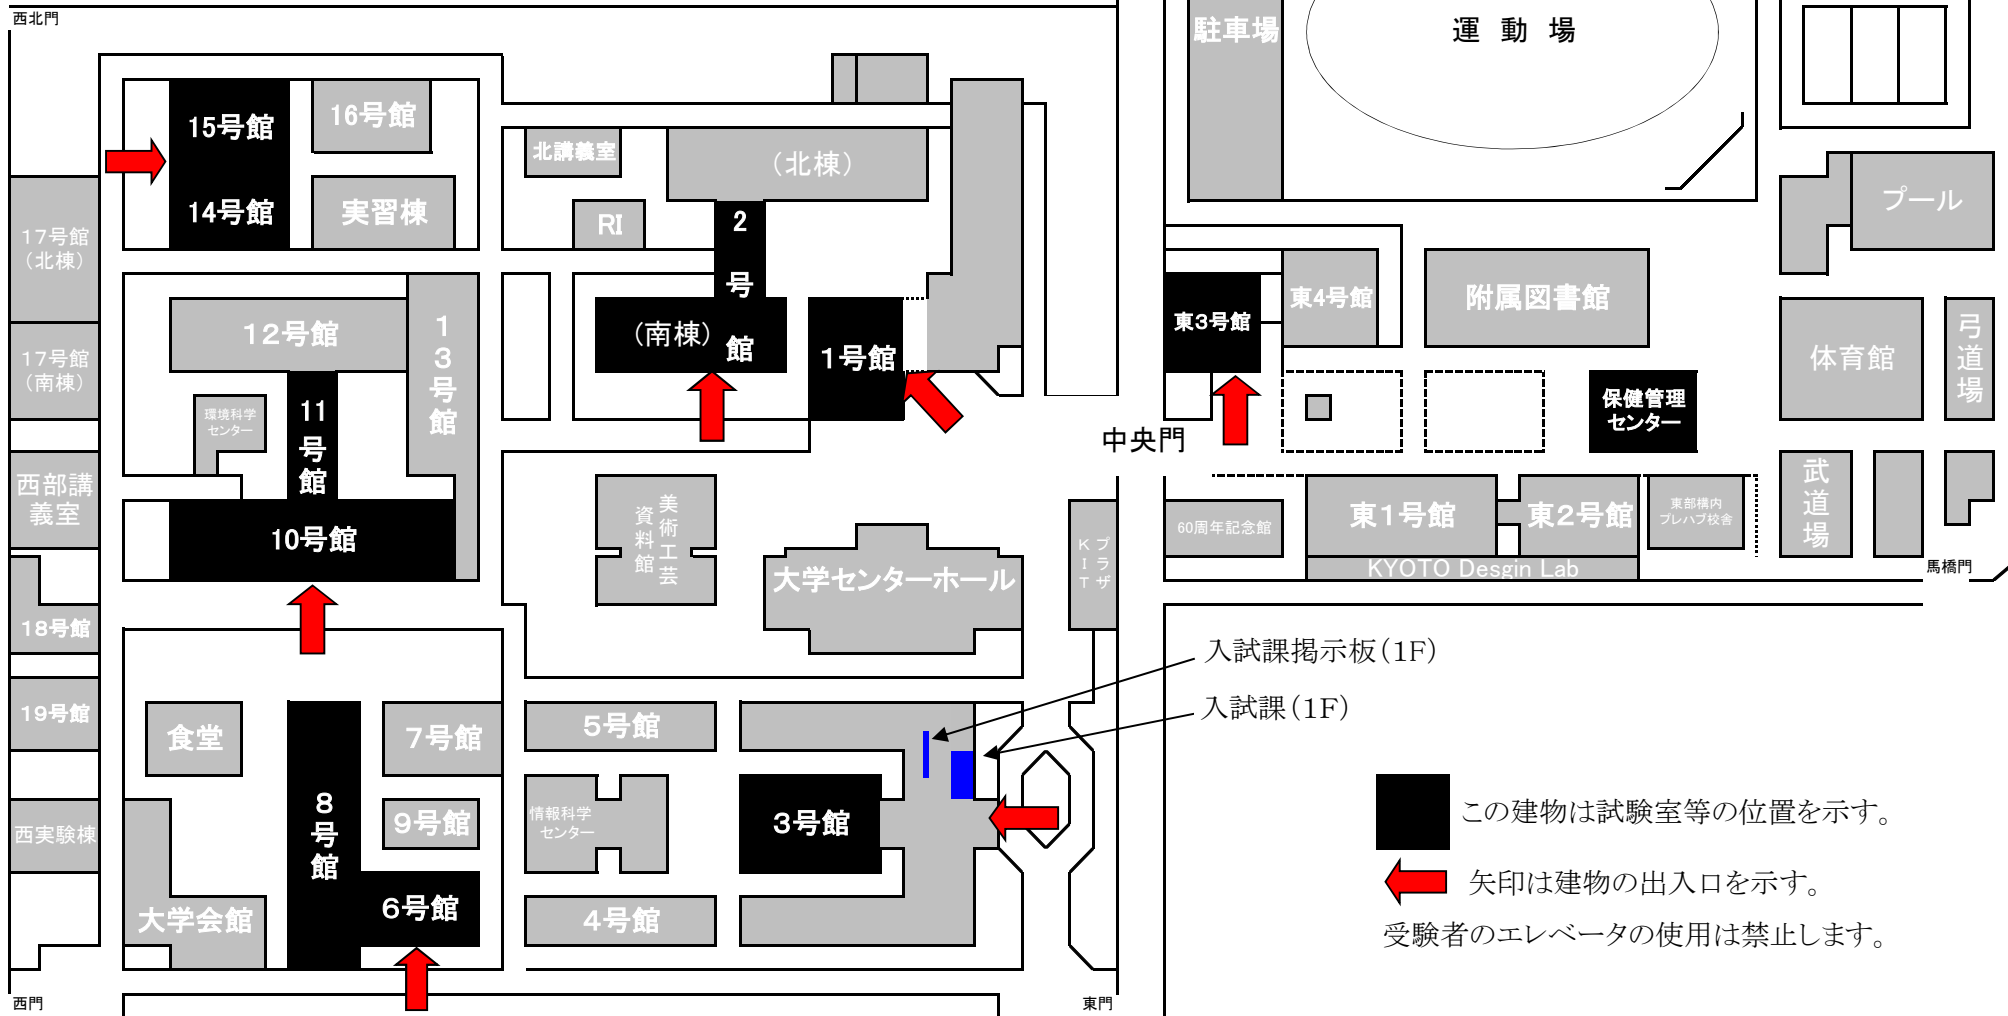 西北門
駐車場
運 動 場
15号館
16号館
北講義室
（北棟）
14号館
実習棟
RI
2号館
プール
17号館
（北棟）
12号館
13号館
（南棟）
1号館
東3号館
東4号館
附属図書館
体育館
弓道場
17号館
（南棟）
環境科学
センター
11号館
保健管理
センター
中央門
西部講
義室
10号館
美術工芸
資料館
大学センターホール
プラザ
KIT
60周年記念館
東1号館
東2号館
東部構内
プレハブ校舎
武道場
KYOTO Desgin Lab
馬橋門
18号館
入試課掲示板（1F）
19号館
食堂
7号館
5号館
入試課（1F）
8号館
9号館
情報科学
センター
3号館
この建物は試験室等の位置を示す。
西実験棟
矢印は建物の出入口を示す。
大学会館
6号館
4号館
受験者のエレベータの使用は禁止します。
西門
東門